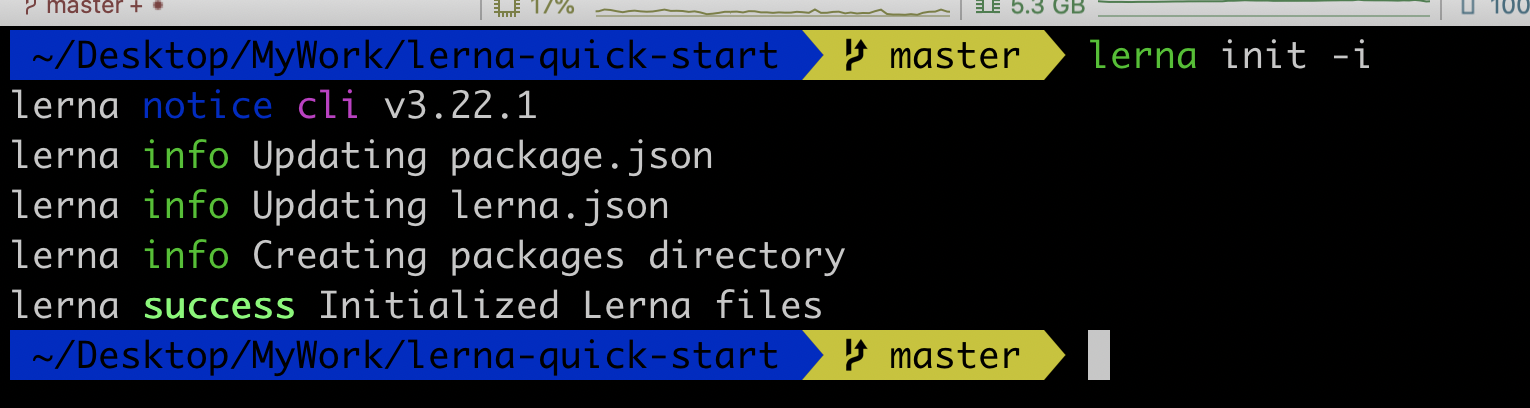 master + 17% 5.3 GB 100
~/Desktop/MyWork/lerna-quick-start master lerna init -i
lerna notice cli v3.22.1
lerna info Updating package.json
lerna info Updating lerna.json
lerna info Creating packages directory
lerna success Initialized Lerna files
~/Desktop/MyWork/lerna-quick-start master